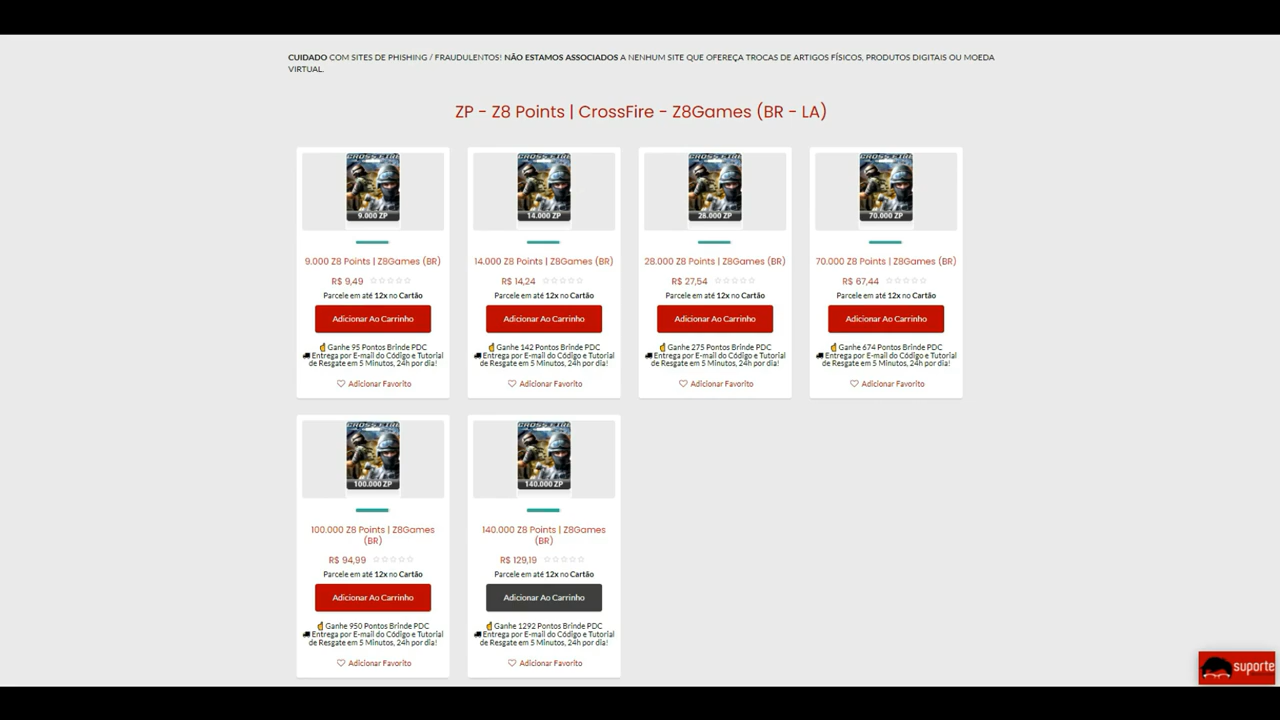 CUIDADO COM SITES DE PHISHING / FRAUDULENTOS! NÃO ESTAMOS ASSOCIADOS A NENHUM SITE QUE OFEREÇA TROCAS DE ARTIGOS FÍSICOS, PRODUTOS DIGITAIS OU MOEDA
VIRTUAL.
ZP - Z8 Points | CrossFire - Z8Games (BR - LA)
CROSS FIRE
9.000 ZP
9.000 Z8 Points | Z8Games (BR)
R$ 9,49
Parcele em até 12x no Cartão
Adicionar Ao Carrinho
Ganhe 95 Pontos Brinde PDC
Entrega por E-mail do Código e Tutorial
de Resgate em 5 Minutos, 24h por dia!
Adicionar Favorito
CROSS FIRE
14.000 ZP
14.000 Z8 Points | Z8Games (BR)
R$ 14,24
Parcele em até 12x no Cartão
Adicionar Ao Carrinho
Ganhe 142 Pontos Brinde PDC
Entrega por E-mail do Código e Tutorial
de Resgate em 5 Minutos, 24h por dia!
Adicionar Favorito
CROSS FIRE
28.000 ZP
28.000 Z8 Points | Z8Games (BR)
R$ 27,54
Parcele em até 12x no Cartão
Adicionar Ao Carrinho
Ganhe 275 Pontos Brinde PDC
Entrega por E-mail do Código e Tutorial
de Resgate em 5 Minutos, 24h por dia!
Adicionar Favorito
CROSS FIRE
70.000 ZP
70.000 Z8 Points | Z8Games (BR)
R$ 67,44
Parcele em até 12x no Cartão
Adicionar Ao Carrinho
Ganhe 674 Pontos Brinde PDC
Entrega por E-mail do Código e Tutorial
de Resgate em 5 Minutos, 24h por dia!
Adicionar Favorito
CROSS FIRE
100.000 ZP
100.000 Z8 Points | Z8Games
(BR)
R$ 94,99
Parcele em até 12x no Cartão
Adicionar Ao Carrinho
Ganhe 950 Pontos Brinde PDC
Entrega por E-mail do Código e Tutorial
de Resgate em 5 Minutos, 24h por dia!
Adicionar Favorito
CROSS FIRE
140.000 ZP
140.000 Z8 Points | Z8Games
(BR)
R$ 129,19
Parcele em até 12x no Cartão
Adicionar Ao Carrinho
Ganhe 1292 Pontos Brinde PDC
Entrega por E-mail do Código e Tutorial
de Resgate em 5 Minutos, 24h por dia!
Adicionar Favorito
suporte